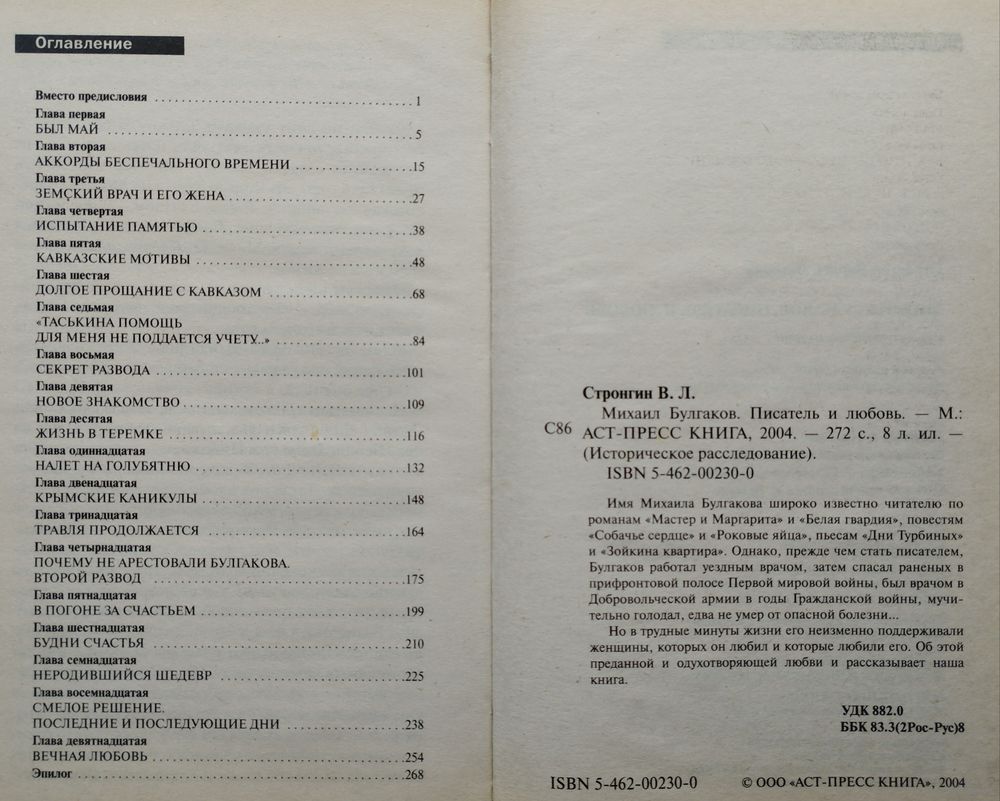 Оглавление
Вместо предисловия ........................................ 1
Глава первая
БЫЛ МАЙ ........................................ 5
Глава вторая
АККОРДЫ БЕСПЕЧАЛЬНОГО ВРЕМЕНИ ....................15
Глава третья
ЗЕМСКИЙ ВРАЧ И ЕГО ЖЕНА ..............................27
Глава четвертая
ИСПЫТАНИЕ ПАМЯТЬЮ ..............................38
Глава пятая
КАВКАЗСКИЕ МОТИВЫ ..............................48
Глава шестая
ДОЛГОЕ ПРОЩАНИЕ С КАВКАЗОМ ....................68
Глава седьмая
«ТАСЬКИНА ПОМОЩЬ
ДЛЯ МЕНЯ НЕ ПОДДАЕТСЯ УЧЕТУ..» ....................84
Глава восьмая
СЕКРЕТ РАЗВОДА ..............................101
Глава девятая
НОВОЕ ЗНАКОМСТВО ..............................109
Глава десятая
ЖИЗНЬ В ТЕРЕМКЕ ..............................116
Глава одиннадцатая
НАЛЕТ НА ГОЛУБЯТНЮ ..............................132
Глава двенадцатая
КРЫМСКИЕ КАНИКУЛЫ ..............................148
Глава тринадцатая
ТРАВЛЯ ПРОДОЛЖАЕТСЯ ..............................164
Глава четырнадцатая
ПОЧЕМУ НЕ АРЕСТОВАЛИ БУЛГАКОВА.
ВТОРОЙ РАЗВОД ..............................175
Глава пятнадцатая
В ПОГОНЕ ЗА СЧАСТЬЕМ ..............................199
Глава шестнадцатая
БУДНИ СЧАСТЬЯ ..............................210
Глава семнадцатая
НЕРОДИВШИЙСЯ ШЕДЕВР ..............................225
Глава восемнадцатая
СМЕЛОЕ РЕШЕНИЕ.
ПОСЛЕДНИЕ И ПОСЛЕДУЮЩИЕ ДНИ ....................238
Глава девятнадцатая
ВЕЧНАЯ ЛЮБОВЬ ..............................254
Эпилог ........................................268
Стронгин В. Л.
Михаил Булгаков. Писатель и любовь. — М.:
С86 АСТ-ПРЕСС КНИГА, 2004. — 272 с., 8 л. ил. —
(Историческое расследование).
ISBN 5-462-00230-0
Имя Михаила Булгакова широко известно читателю по
романам «Мастер и Маргарита» и «Белая гвардия», повестям
«Собачье сердце» и «Роковые яйца», пьесам «Дни Турбиных»
и «Зойкина квартира». Однако, прежде чем стать писателем,
Булгаков работал уездным врачом, затем спасал раненых в
прифронтовой полосе Первой мировой войны, был врачом в
Добровольческой армии в годы Гражданской войны, мучи-
тельно голодал, едва не умер от опасной болезни...
Но в трудные минуты жизни его неизменно поддерживали
женщины, которых он любил и которые любили его. Об этой
преданной и одухотворяющей любви и рассказывает наша
книга.
УДК 882.0
ББК 83.3(2Рос-Рус)8
ISBN 5-462-00230-0 © ООО «АСТ-ПРЕСС КНИГА», 2004